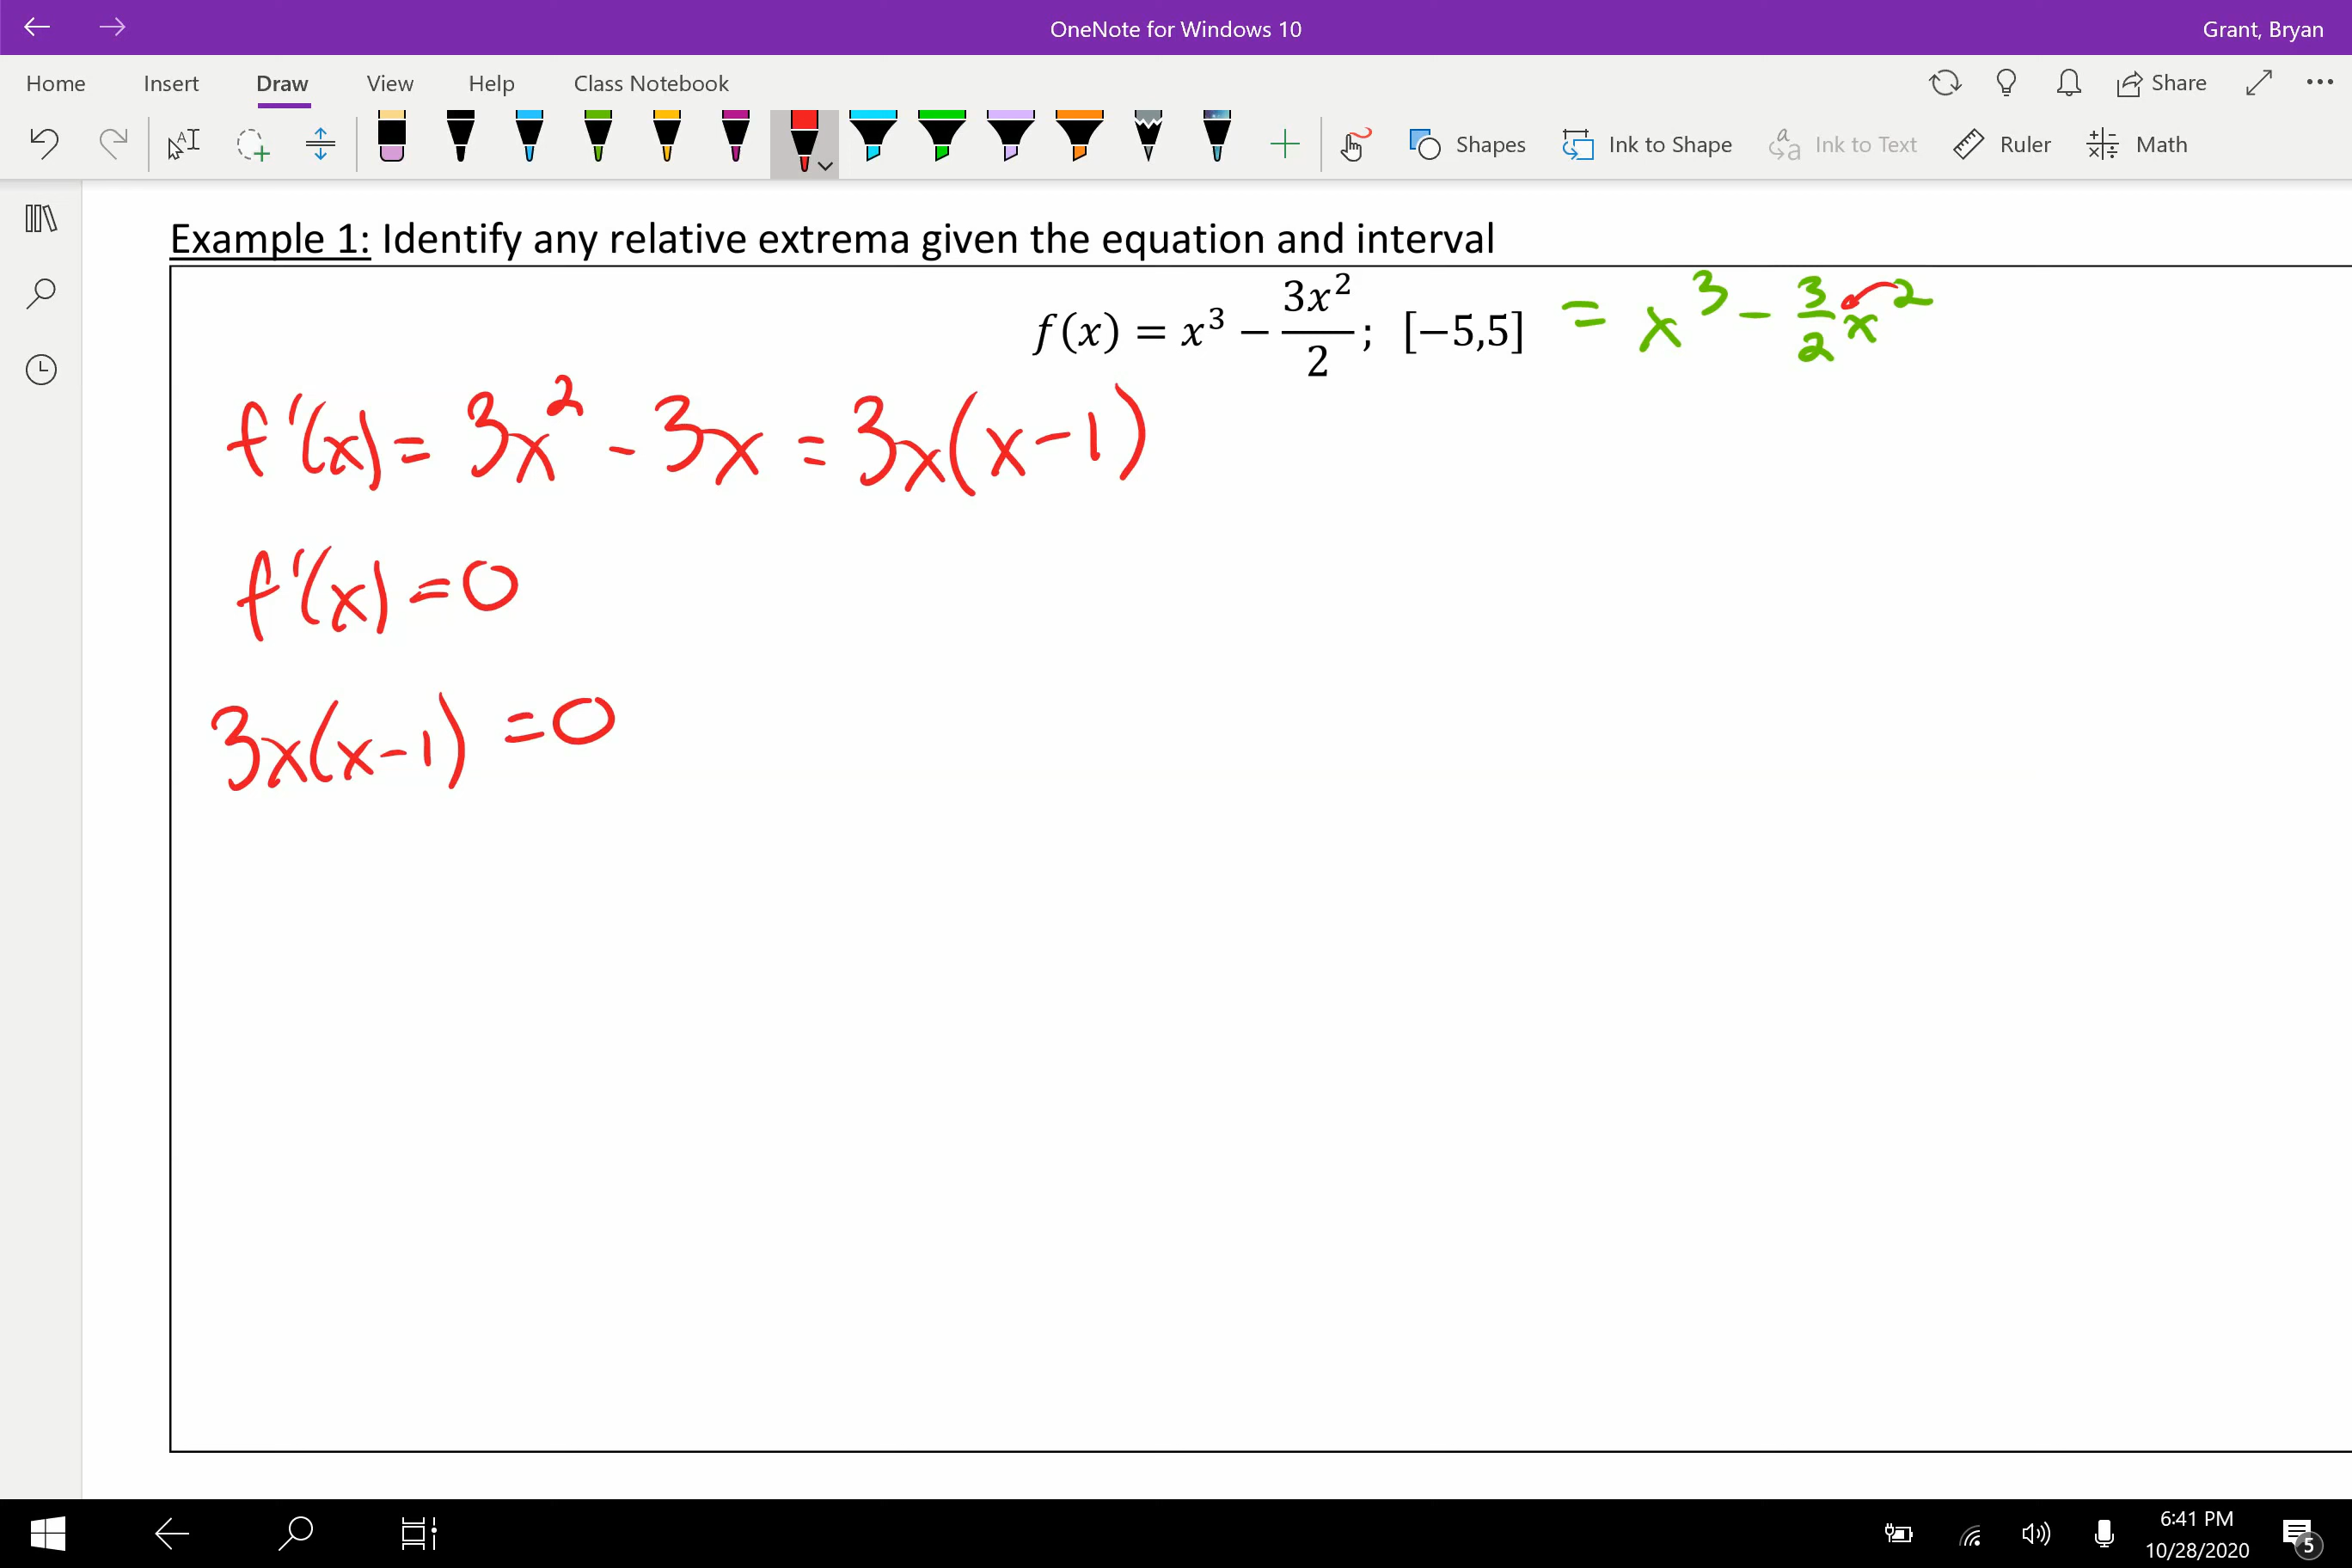 OneNote for Windows 10
Grant, Bryan
Home Insert Draw View Help Class Notebook Share
Shapes Ink to Shape Ink to Text Ruler Math
Example 1: Identify any relative extrema given the equation and interval
f(x) = x³ − 3x²/2; [−5,5] = x³ − 3/2 x²
f'(x) = 3x² - 3x = 3x(x-1)
f'(x) = 0
3x(x-1) = 0
6:41 PM
10/28/2020
5